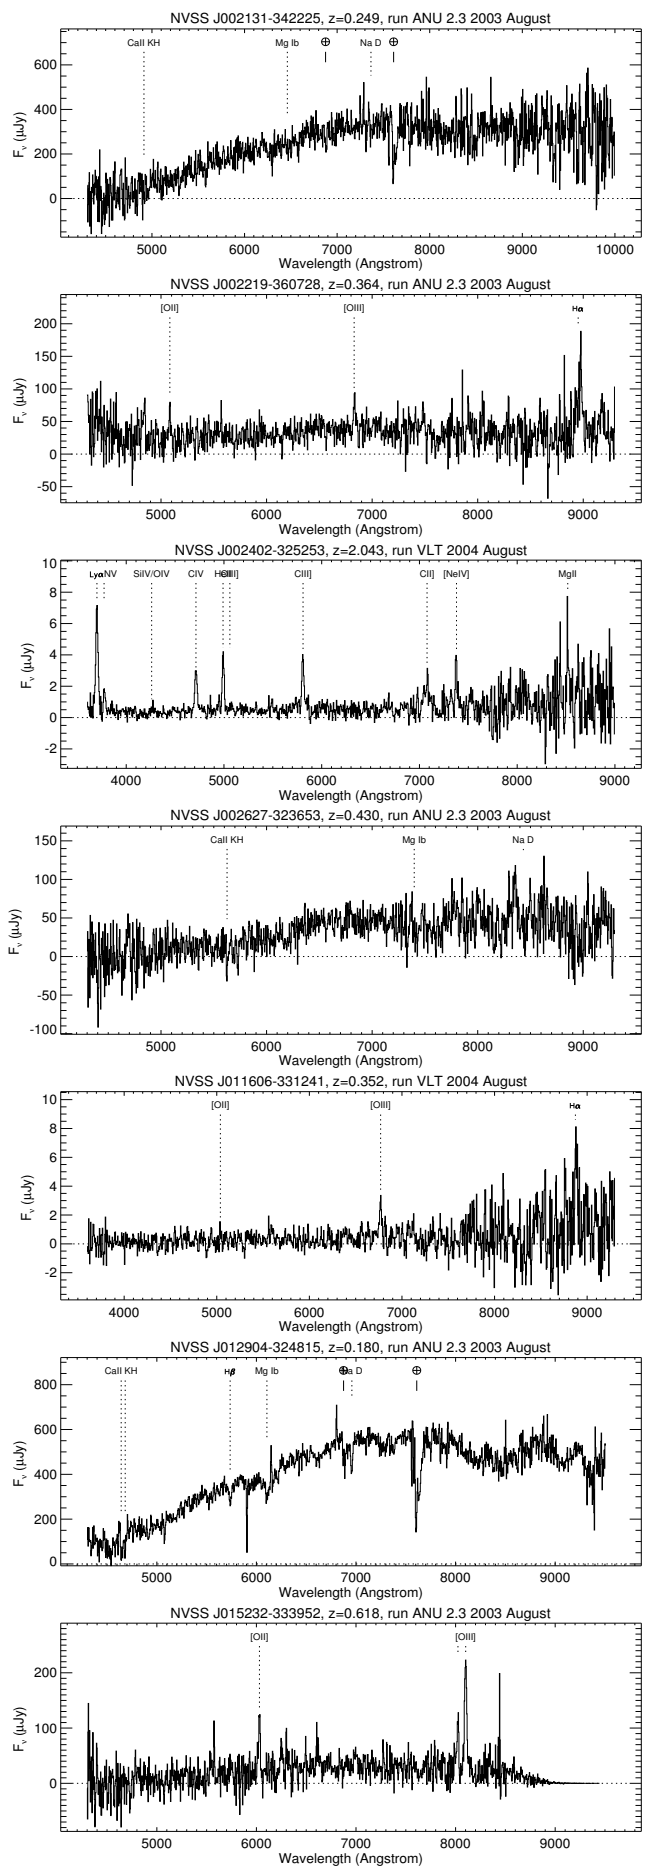 NVSS J002131-342225, z=0.249, run ANU 2.3 2003 August
CaII KH Mg Ib ⊕ Na D ⊕
600
400
200
0
Fν (μJy)
5000 6000 7000 8000 9000 10000
Wavelength (Angstrom)
NVSS J002219-360728, z=0.364, run ANU 2.3 2003 August
[OII] [OIII] Hα
200
150
100
50
0
-50
Fν (μJy)
5000 6000 7000 8000 9000
Wavelength (Angstrom)
NVSS J002402-325253, z=2.043, run VLT 2004 August
Lyα NV SiIV/OIV CIV CIII] CII] [NeIV] MgII
10
8
6
4
2
0
-2
Fν (μJy)
4000 5000 6000 7000 8000 9000
Wavelength (Angstrom)
NVSS J002627-323653, z=0.430, run ANU 2.3 2003 August
CaII KH Mg Ib Na D
150
100
50
0
-50
-100
Fν (μJy)
5000 6000 7000 8000 9000
Wavelength (Angstrom)
NVSS J011606-331241, z=0.352, run VLT 2004 August
[OII] [OIII] Hα
10
8
6
4
2
0
-2
Fν (μJy)
4000 5000 6000 7000 8000 9000
Wavelength (Angstrom)
NVSS J012904-324815, z=0.180, run ANU 2.3 2003 August
CaII KH Hβ Mg Ib ⊕ Na D ⊕
800
600
400
200
0
Fν (μJy)
5000 6000 7000 8000 9000
Wavelength (Angstrom)
NVSS J015232-333952, z=0.618, run ANU 2.3 2003 August
[OII] [OIII]
200
100
0
Fν (μJy)
5000 6000 7000 8000 9000
Wavelength (Angstrom)